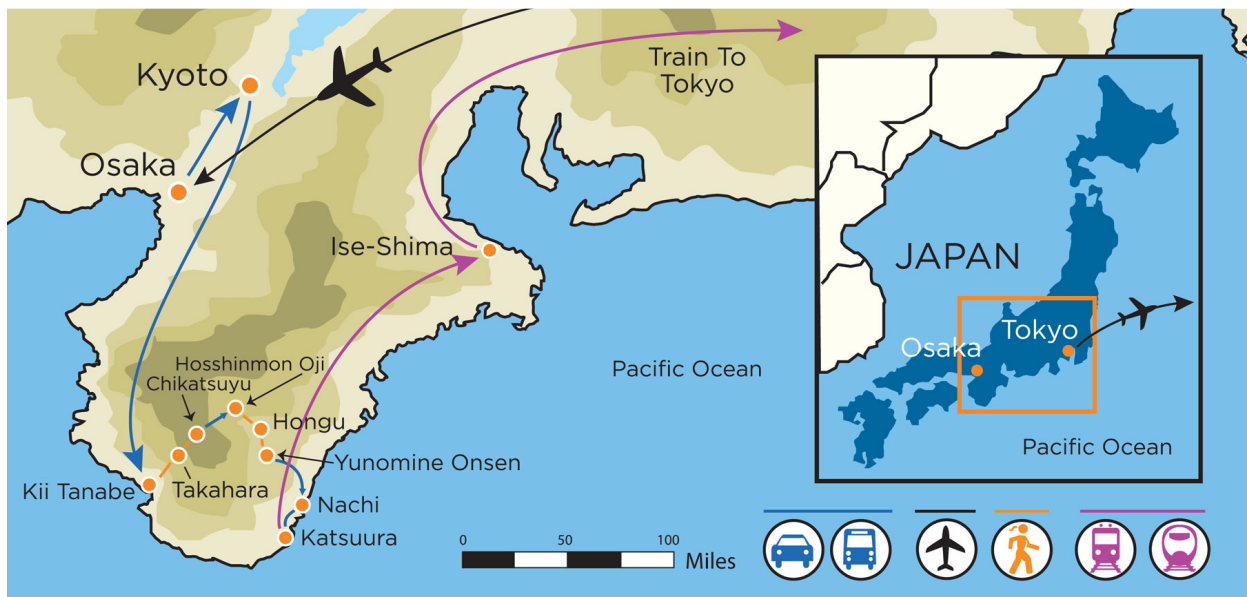 Kyoto
Osaka
Train To
Tokyo
Ise-Shima
Hosshinmon Oji
Chikatsuyu
Hongu
Yunomine Onsen
Kii Tanabe
Takahara
Nachi
Katsuura
Pacific Ocean
0 50 100
Miles
JAPAN
Tokyo
Osaka
Pacific Ocean